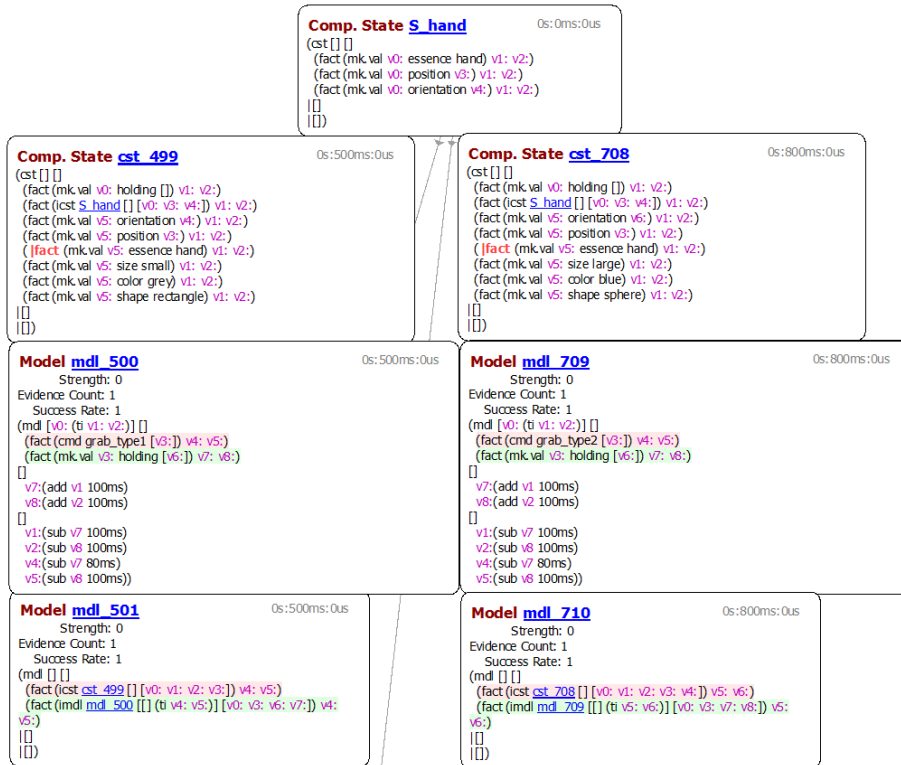 Comp. State S_hand 0s:0ms:0us
(cst [] []
(fact (mk.val v0: essence hand) v1: v2:)
(fact (mk.val v0: position v3:) v1: v2:)
(fact (mk.val v0: orientation v4:) v1: v2:)
|[]
|[])
Comp. State cst_499 0s:500ms:0us
(cst [] []
(fact (mk.val v0: holding []) v1: v2:)
(fact (icst S_hand [] [v0: v3: v4:]) v1: v2:)
(fact (mk.val v5: orientation v4:) v1: v2:)
(fact (mk.val v5: position v3:) v1: v2:)
(|fact (mk.val v5: essence hand) v1: v2:)
(fact (mk.val v5: size small) v1: v2:)
(fact (mk.val v5: color grey) v1: v2:)
(fact (mk.val v5: shape rectangle) v1: v2:)
|[]
|[])
Comp. State cst_708 0s:800ms:0us
(cst [] []
(fact (mk.val v0: holding []) v1: v2:)
(fact (icst S_hand [] [v0: v3: v4:]) v1: v2:)
(fact (mk.val v5: orientation v6:) v1: v2:)
(fact (mk.val v5: position v3:) v1: v2:)
(|fact (mk.val v5: essence hand) v1: v2:)
(fact (mk.val v5: size large) v1: v2:)
(fact (mk.val v5: color blue) v1: v2:)
(fact (mk.val v5: shape sphere) v1: v2:)
|[]
|[])
Model mdl_500 0s:500ms:0us
Strength: 0
Evidence Count: 1
Success Rate: 1
(mdl [v0: (ti v1: v2:)] []
(fact (cmd grab_type1 [v3:]) v4: v5:)
(fact (mk.val v3: holding [v6:]) v7: v8:)
[]
v7:(add v1 100ms)
v8:(add v2 100ms)
[]
v1:(sub v7 100ms)
v2:(sub v8 100ms)
v4:(sub v7 80ms)
v5:(sub v8 100ms))
Model mdl_709 0s:800ms:0us
Strength: 0
Evidence Count: 1
Success Rate: 1
(mdl [v0: (ti v1: v2:)] []
(fact (cmd grab_type2 [v3:]) v4: v5:)
(fact (mk.val v3: holding [v6:]) v7: v8:)
[]
v7:(add v1 100ms)
v8:(add v2 100ms)
[]
v1:(sub v7 100ms)
v2:(sub v8 100ms)
v4:(sub v7 80ms)
v5:(sub v8 100ms))
Model mdl_501 0s:500ms:0us
Strength: 0
Evidence Count: 1
Success Rate: 1
(mdl [] []
(fact (icst cst_499 [] [v0: v1: v2: v3:]) v4: v5:)
(fact (imdl mdl_500 [[] (ti v4: v5:)] [v0: v3: v6: v7:]) v4:
v5:)
|[]
|[])
Model mdl_710 0s:800ms:0us
Strength: 0
Evidence Count: 1
Success Rate: 1
(mdl [] []
(fact (icst cst_708 [] [v0: v1: v2: v3: v4:]) v5: v6:)
(fact (imdl mdl_709 [[] (ti v5: v6:)] [v0: v3: v7: v8:]) v5:
v6:)
|[]
|[])